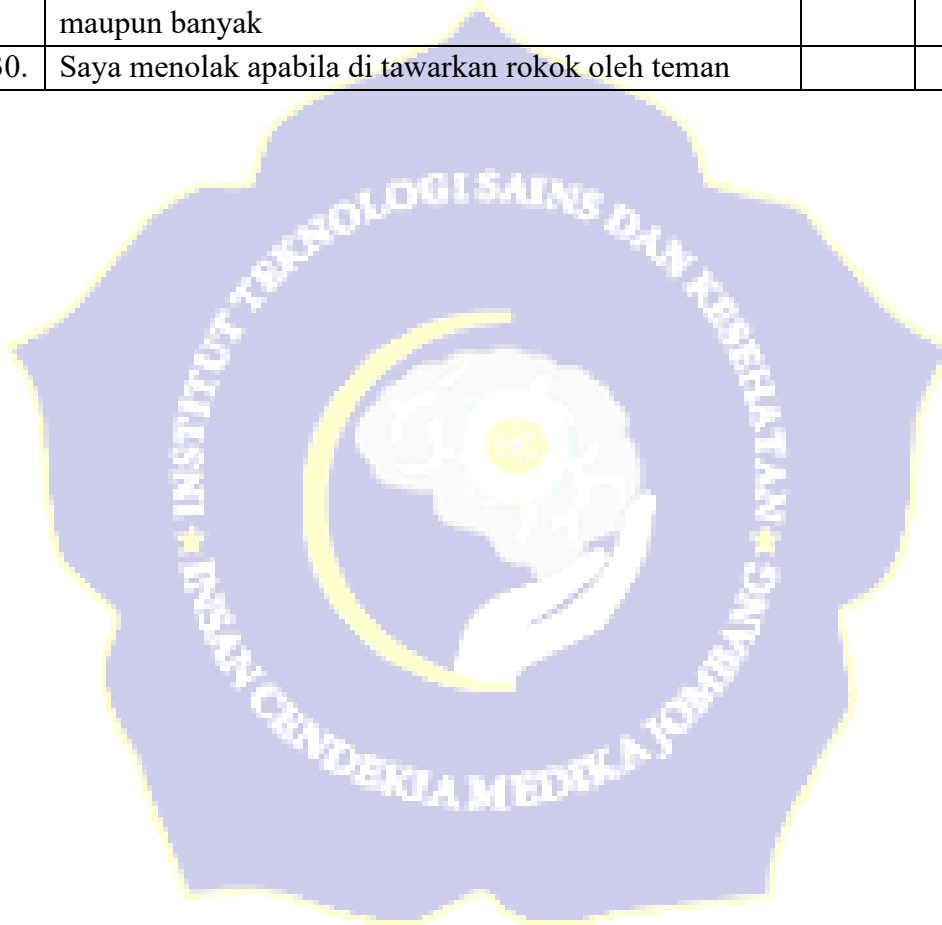 maupun banyak
30. Saya menolak apabila di tawarkan rokok oleh teman
INSTITUT TEKNOLOGI SAINS DAN KESEHATAN
INSAN CENDEKIA MEDIKA JOMBANG